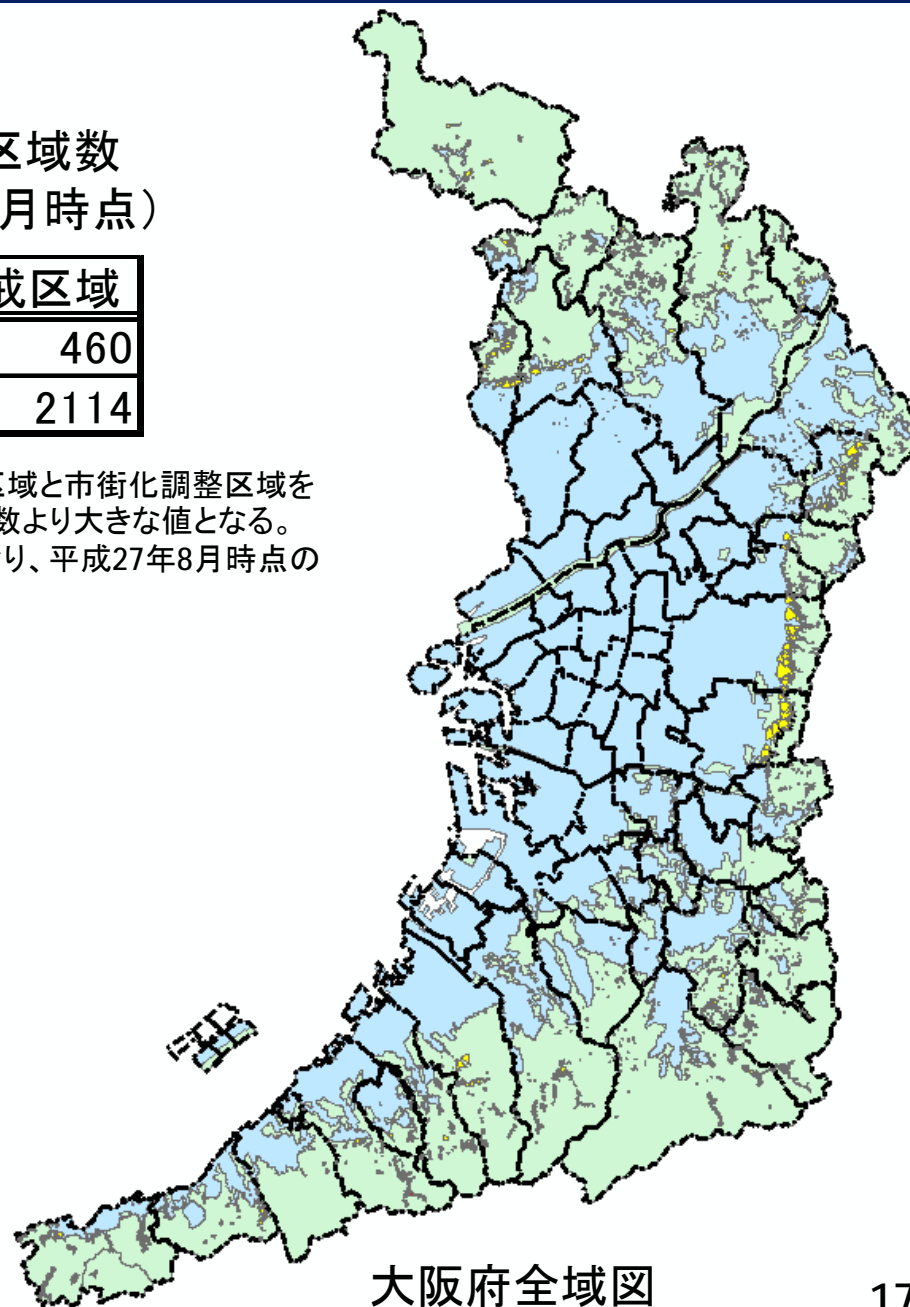 区域数
月時点）
戒区域
460
2114
区域と市街化調整区域を
数より大きな値となる。
り、平成27年8月時点の
大阪府全域図
17